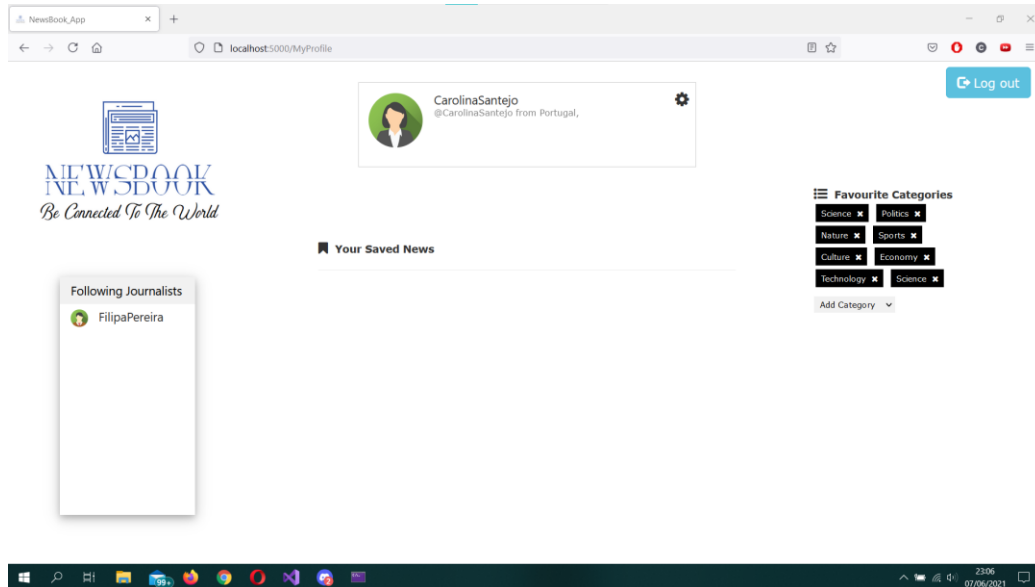 NewsBook_App
localhost:5000/MyProfile
Log out
CarolinaSantejo
@CarolinaSantejo from Portugal,
NEWSBOOK
Be Connected To The World
Favourite Categories
Science ✖ Politics ✖
Nature ✖ Sports ✖
Culture ✖ Economy ✖
Technology ✖ Science ✖
Add Category
Your Saved News
Following Journalists
FilipaPereira
99+
23:06
07/06/2021